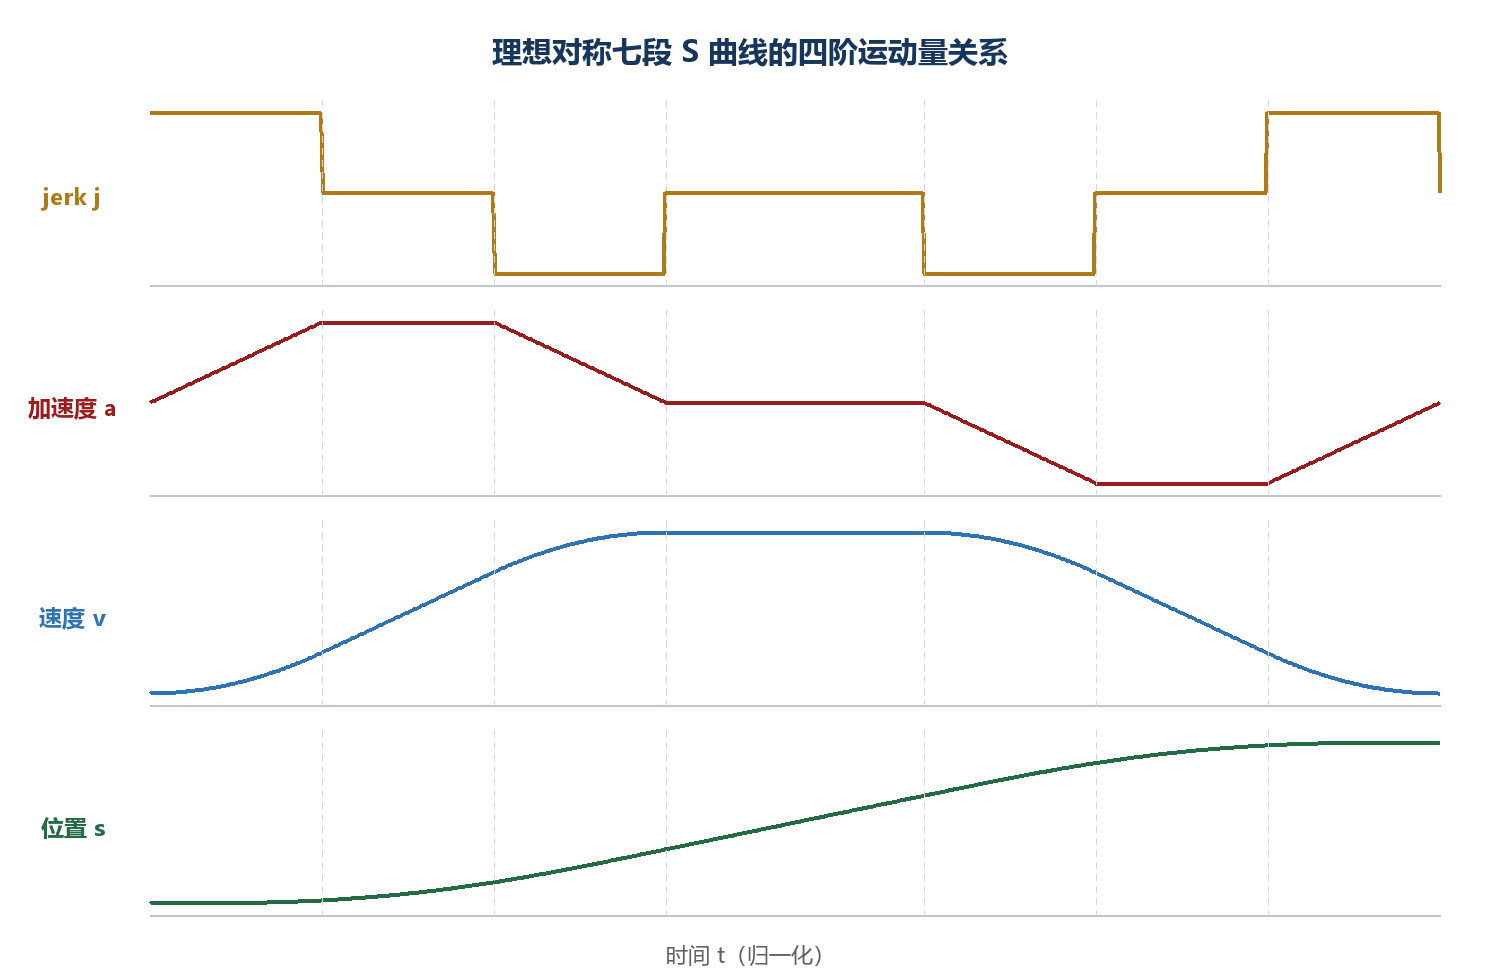 理想对称七段 S 曲线的四阶运动量关系
jerk j
加速度 a
速度 v
位置 s
时间 t（归一化）